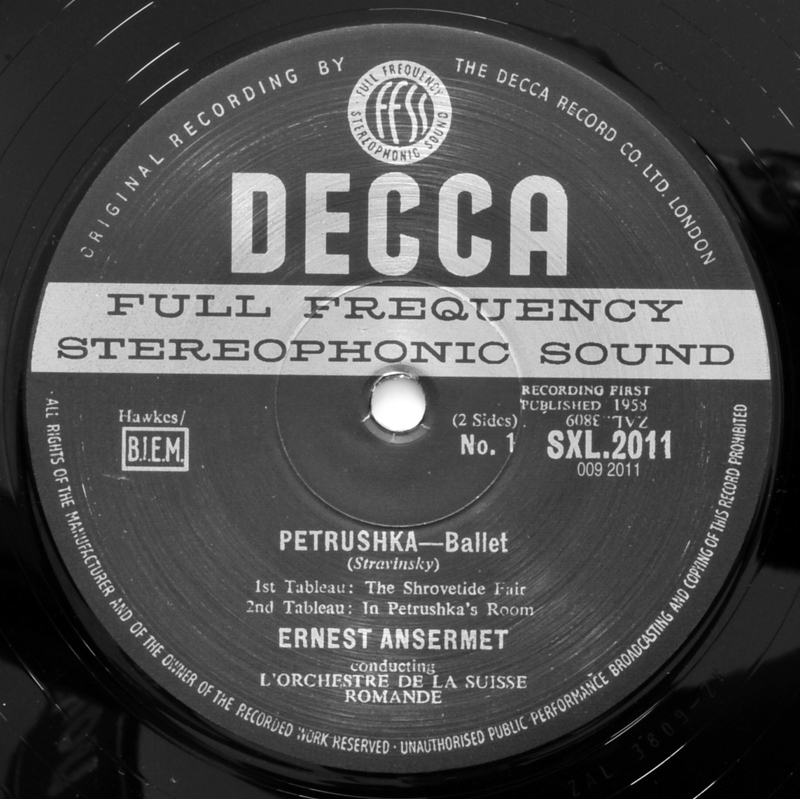 ORIGINAL RECORDING BY THE DECCA RECORD CO. LTD. LONDON
FULL FREQUENCY
FFSS
STEREOPHONIC SOUND
DECCA
FULL FREQUENCY
STEREOPHONIC SOUND
RECORDING FIRST
PUBLISHED 1958
ZAL. 3809
Hawkes/
B.I.E.M.
(2 Sides)
No. 1
SXL.2011
009 2011
PETRUSHKA—Ballet
(Stravinsky)
1st Tableau: The Shrovetide Fair
2nd Tableau: In Petrushka's Room
ERNEST ANSERMET
conducting
L'ORCHESTRE DE LA SUISSE
ROMANDE
ALL RIGHTS OF THE MANUFACTURER AND OF THE OWNER OF THE RECORDED WORK RESERVED · UNAUTHORISED PUBLIC PERFORMANCE BROADCASTING AND COPYING OF THIS RECORD PROHIBITED